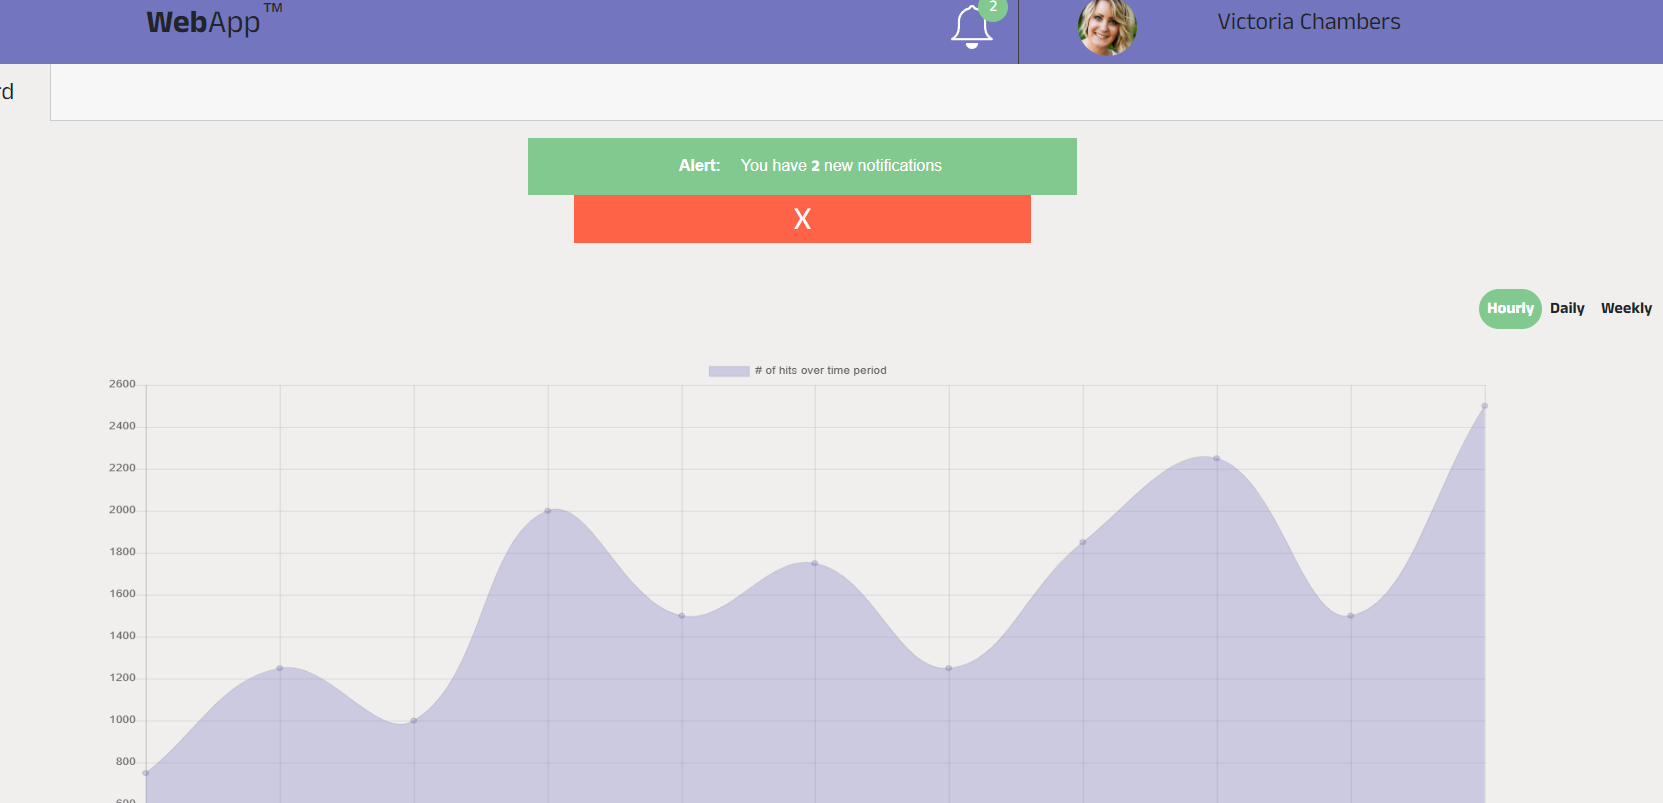 WebApp™
2
Victoria Chambers
rd
Alert: You have 2 new notifications
X
Hourly Daily Weekly
# of hits over time period
2600
2400
2200
2000
1800
1600
1400
1200
1000
800
600